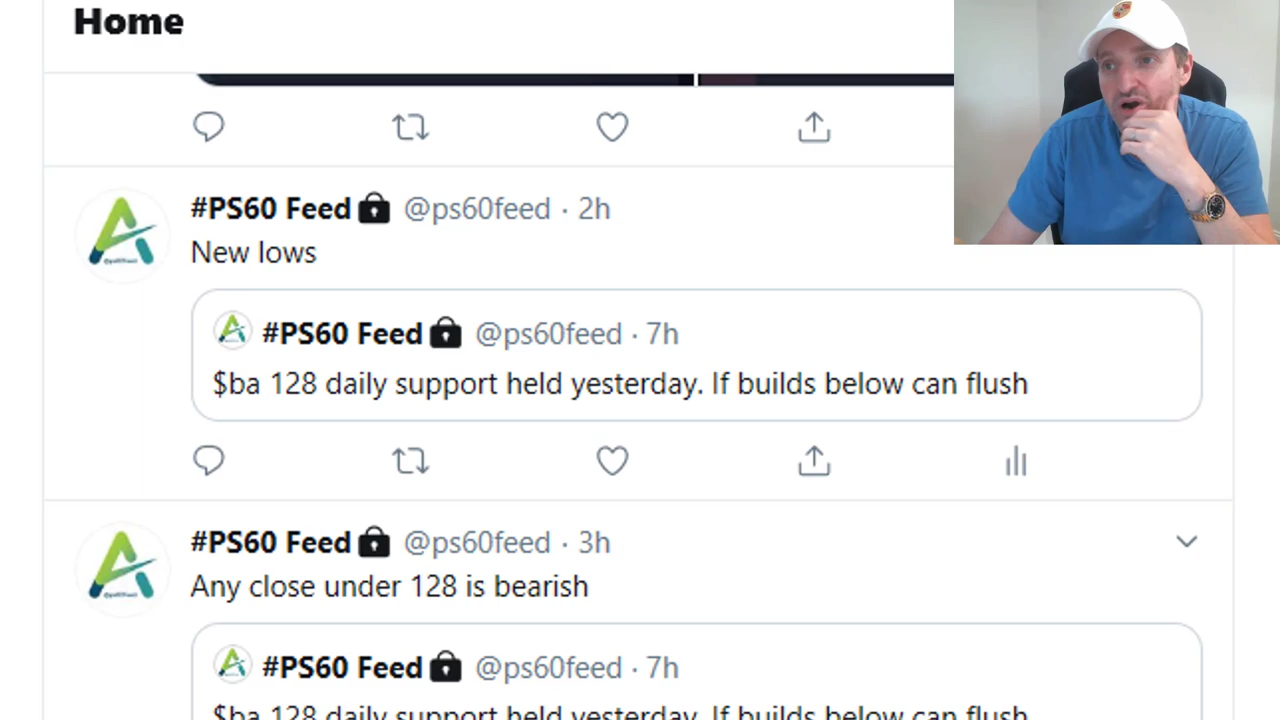 Home
#PS60 Feed @ps60feed · 2h
New lows
#PS60 Feed @ps60feed · 7h
$ba 128 daily support held yesterday. If builds below can flush
#PS60 Feed @ps60feed · 3h
Any close under 128 is bearish
#PS60 Feed @ps60feed · 7h
$ba 128 daily support held yesterday. If builds below can flush